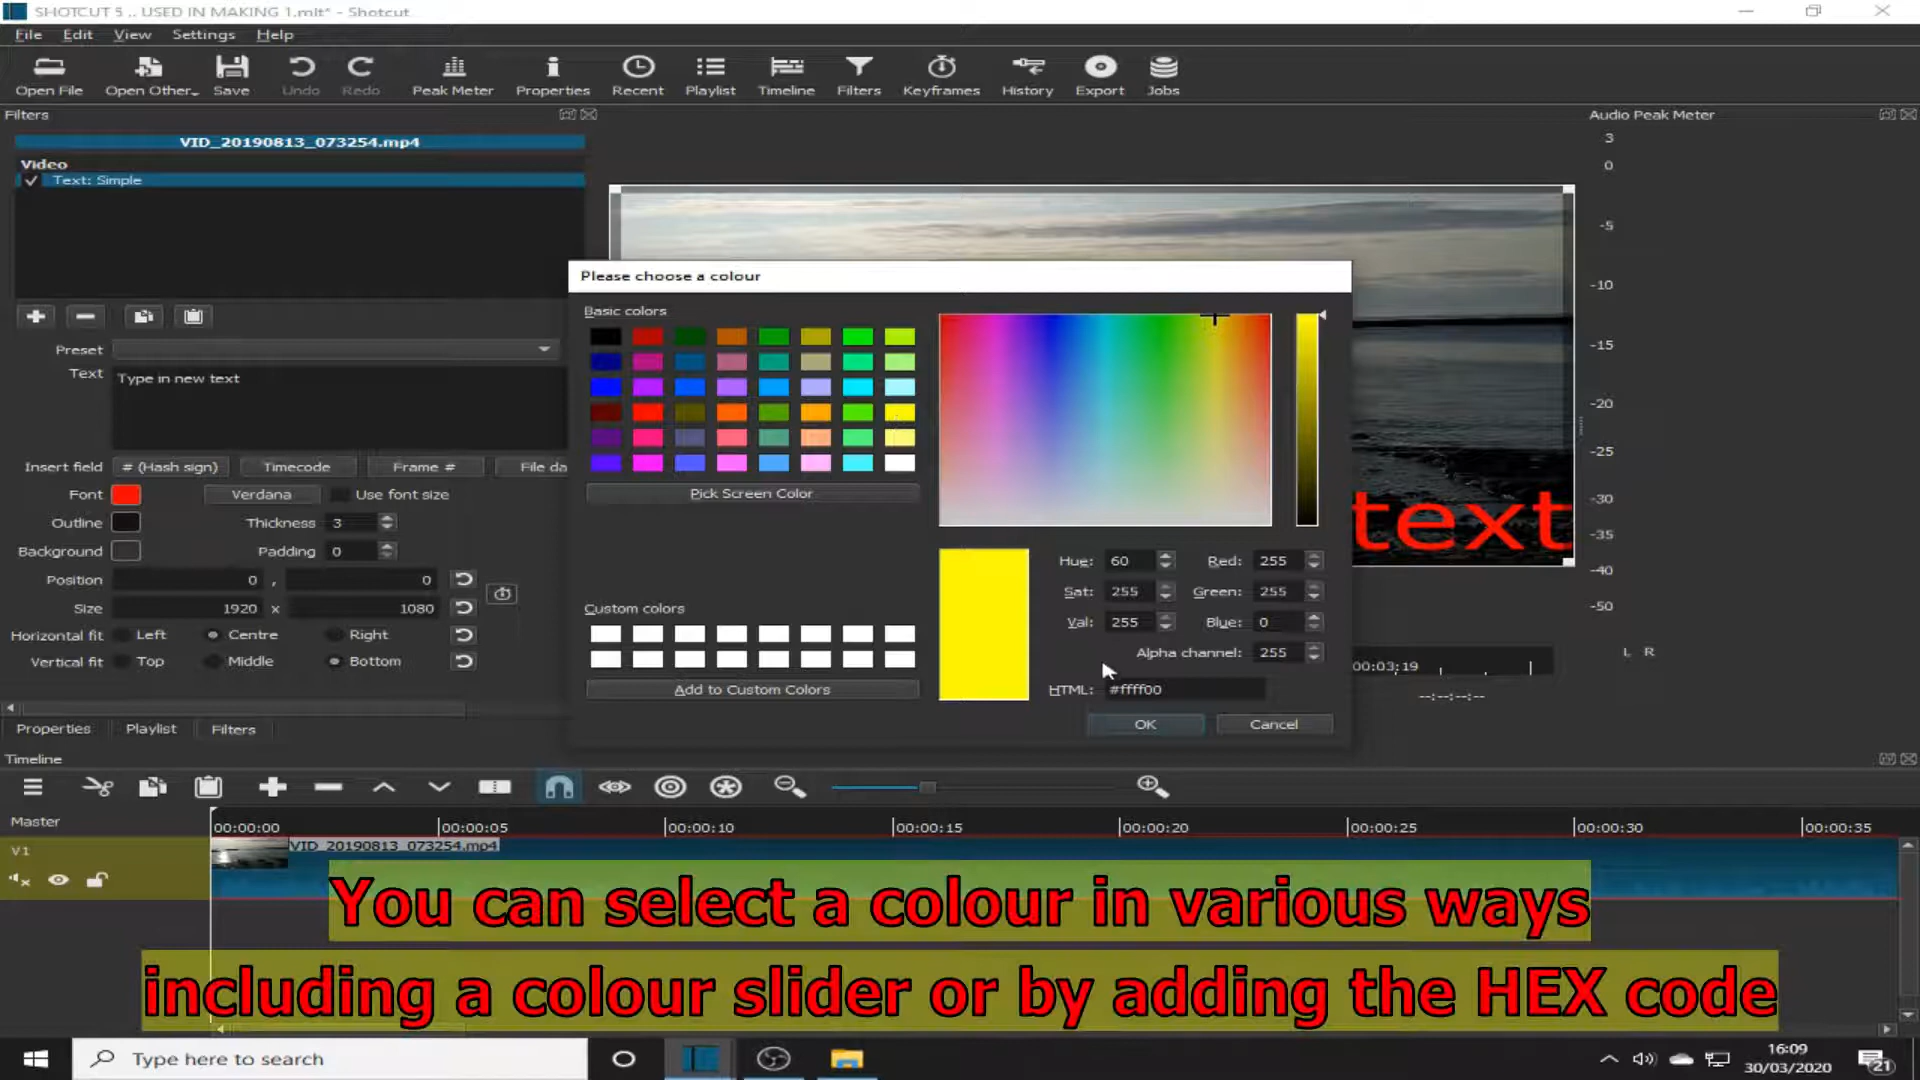 SHOTCUT 5 .. USED IN MAKING 1.mlt* - Shotcut
File Edit View Settings Help
Open File Open Other.. Save Undo Redo Peak Meter Properties Recent Playlist Timeline Filters Keyframes History Export Jobs
Filters
Audio Peak Meter
VID_20190813_073254.mp4
Video
Text: Simple
3
0
-5
-10
-15
-20
-25
-30
-35
-40
-50
L R
Preset
Text
Type in new text
Insert field # (Hash sign) Timecode Frame # File da
Font Verdana Use font size
Outline Thickness 3
Background Padding 0
Position 0 , 0
Size 1920 x 1080
Horizontal fit Left Centre Right
Vertical fit Top Middle Bottom
Properties Playlist Filters
Please choose a colour
Basic colors
Pick Screen Color
Custom colors
Add to Custom Colors
Hue: 60 Red: 255
Sat: 255 Green: 255
Val: 255 Blue: 0
Alpha channel: 255
HTML: #ffff00
OK Cancel
text
00:03:19
--:--:--:--
Timeline
Master
00:00:00 00:00:05 00:00:10 00:00:15 00:00:20 00:00:25 00:00:30 00:00:35
V1
VID_20190813_073254.mp4
You can select a colour in various ways
including a colour slider or by adding the HEX code
Type here to search
16:09
30/03/2020
21